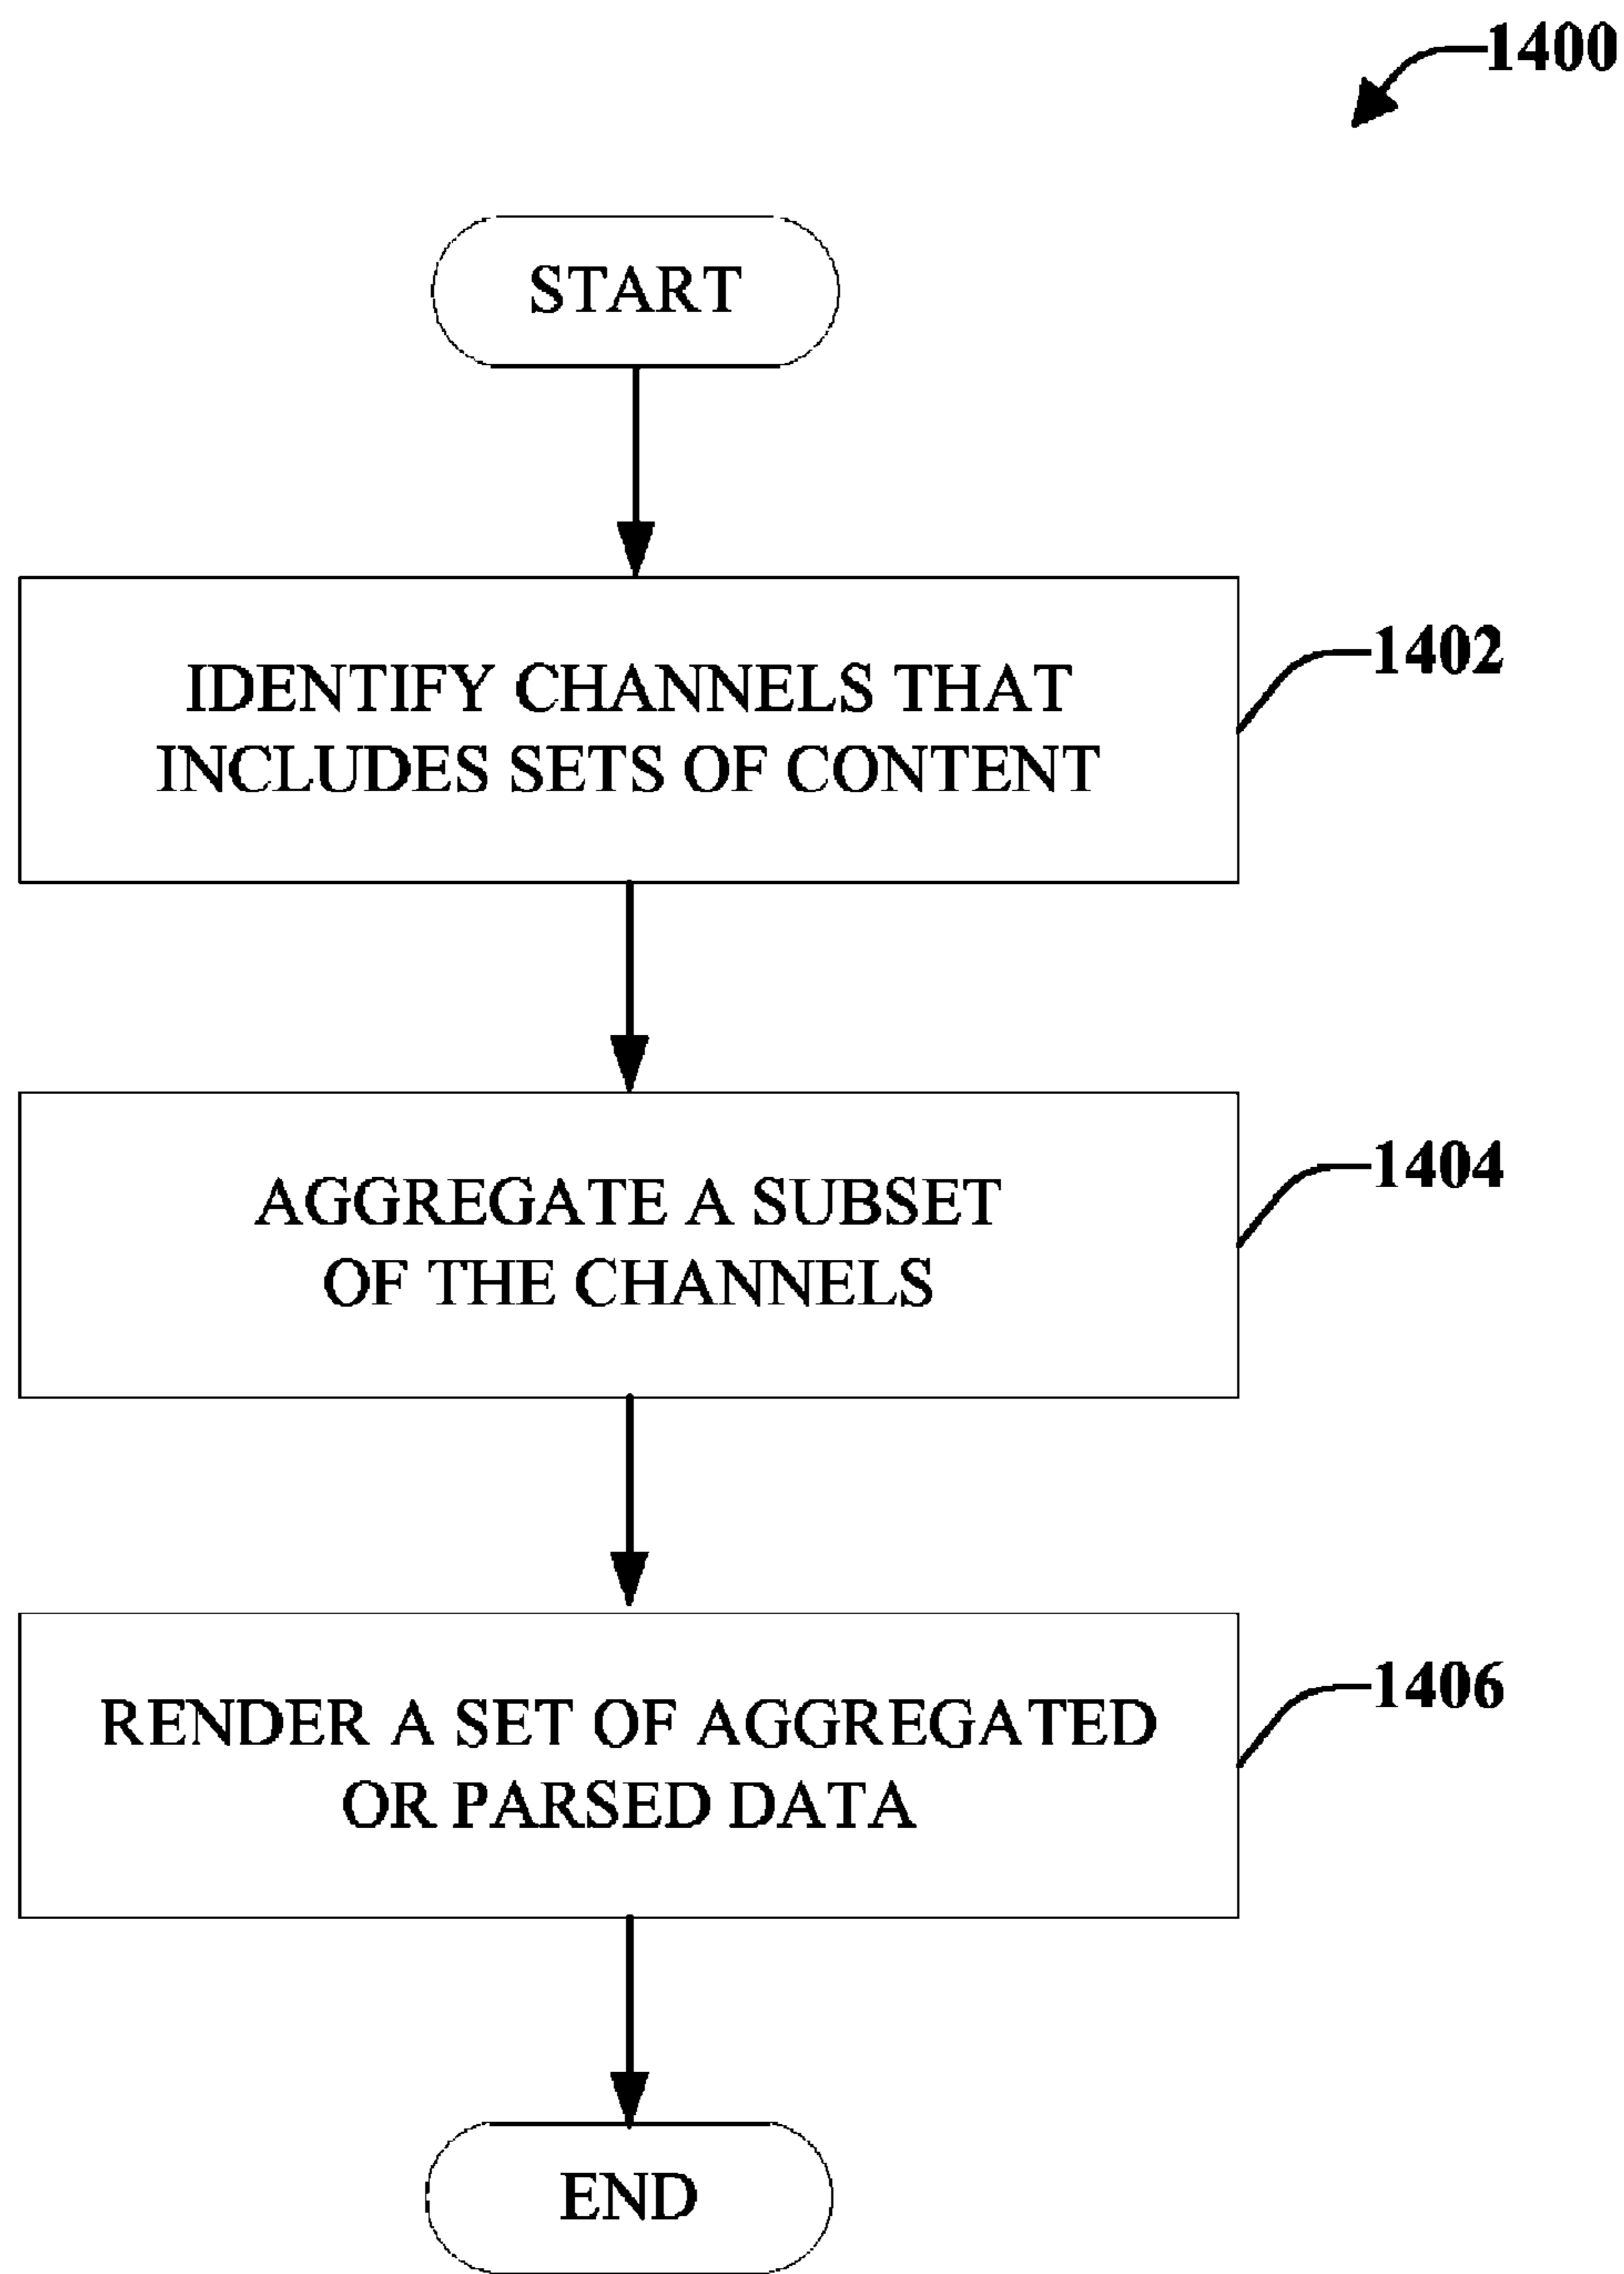 1400
START
IDENTIFY CHANNELS THAT
INCLUDES SETS OF CONTENT
1402
AGGREGATE A SUBSET
OF THE CHANNELS
1404
RENDER A SET OF AGGREGATED
OR PARSED DATA
1406
END